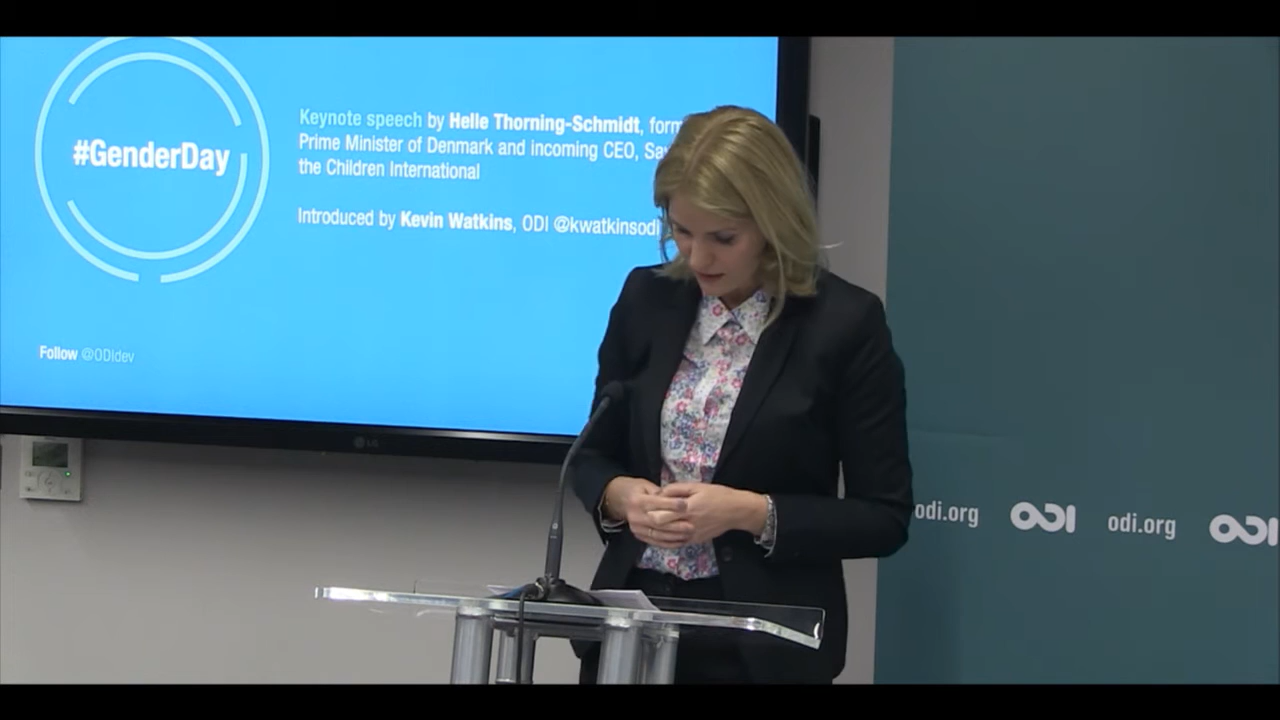 #GenderDay
Keynote speech by Helle Thorning-Schmidt, form
Prime Minister of Denmark and incoming CEO, Sav
the Children International
Introduced by Kevin Watkins, ODI @kwatkinsodi
Follow @ODIdev
LG
odi.org ODI odi.org ODI